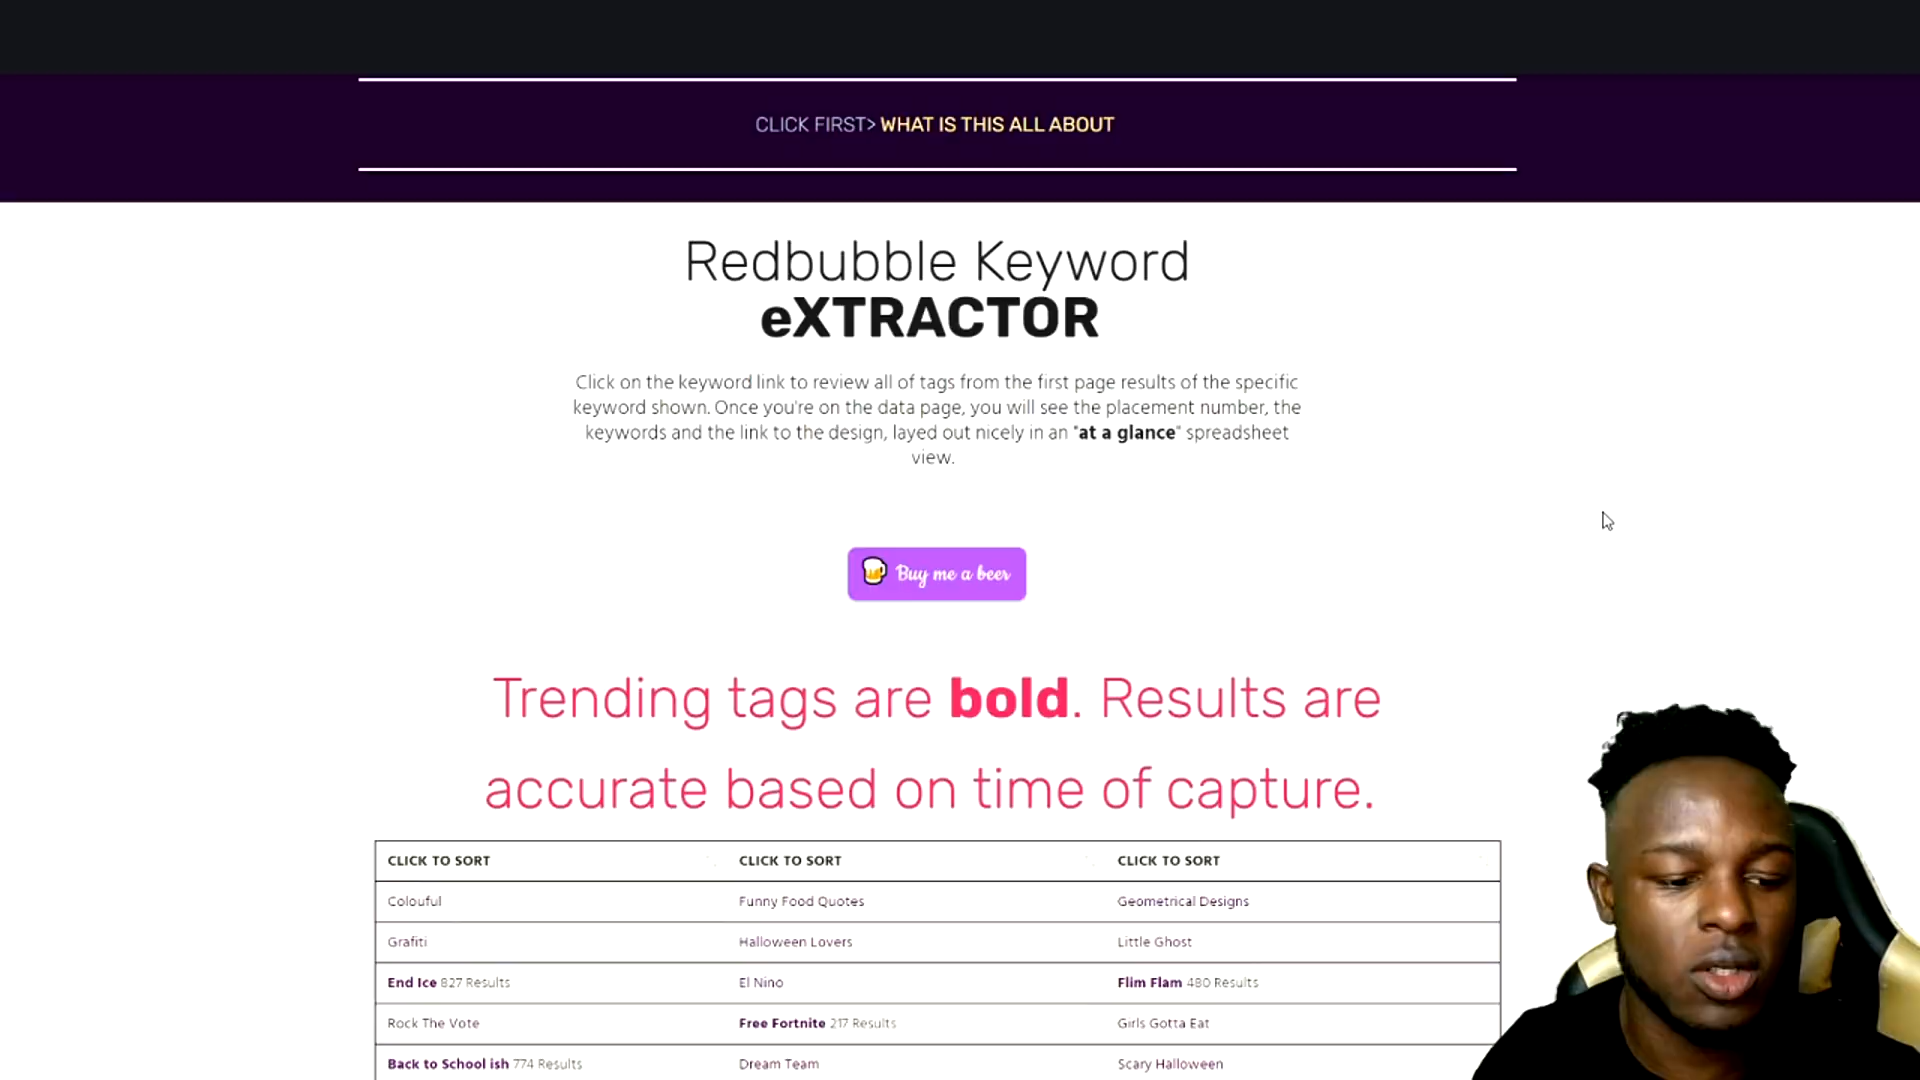 CLICK FIRST> WHAT IS THIS ALL ABOUT
Redbubble Keyword
eXTRACTOR
Click on the keyword link to review all of tags from the first page results of the specific
keyword shown. Once you're on the data page, you will see the placement number, the
keywords and the link to the design, layed out nicely in an "at a glance" spreadsheet
view.
Buy me a beer
Trending tags are bold. Results are
accurate based on time of capture.
CLICK TO SORT CLICK TO SORT CLICK TO SORT
Colouful Funny Food Quotes Geometrical Designs
Grafiti Halloween Lovers Little Ghost
End Ice 827 Results El Nino Flim Flam 480 Results
Rock The Vote Free Fortnite 217 Results Girls Gotta Eat
Back to School ish 774 Results Dream Team Scary Halloween